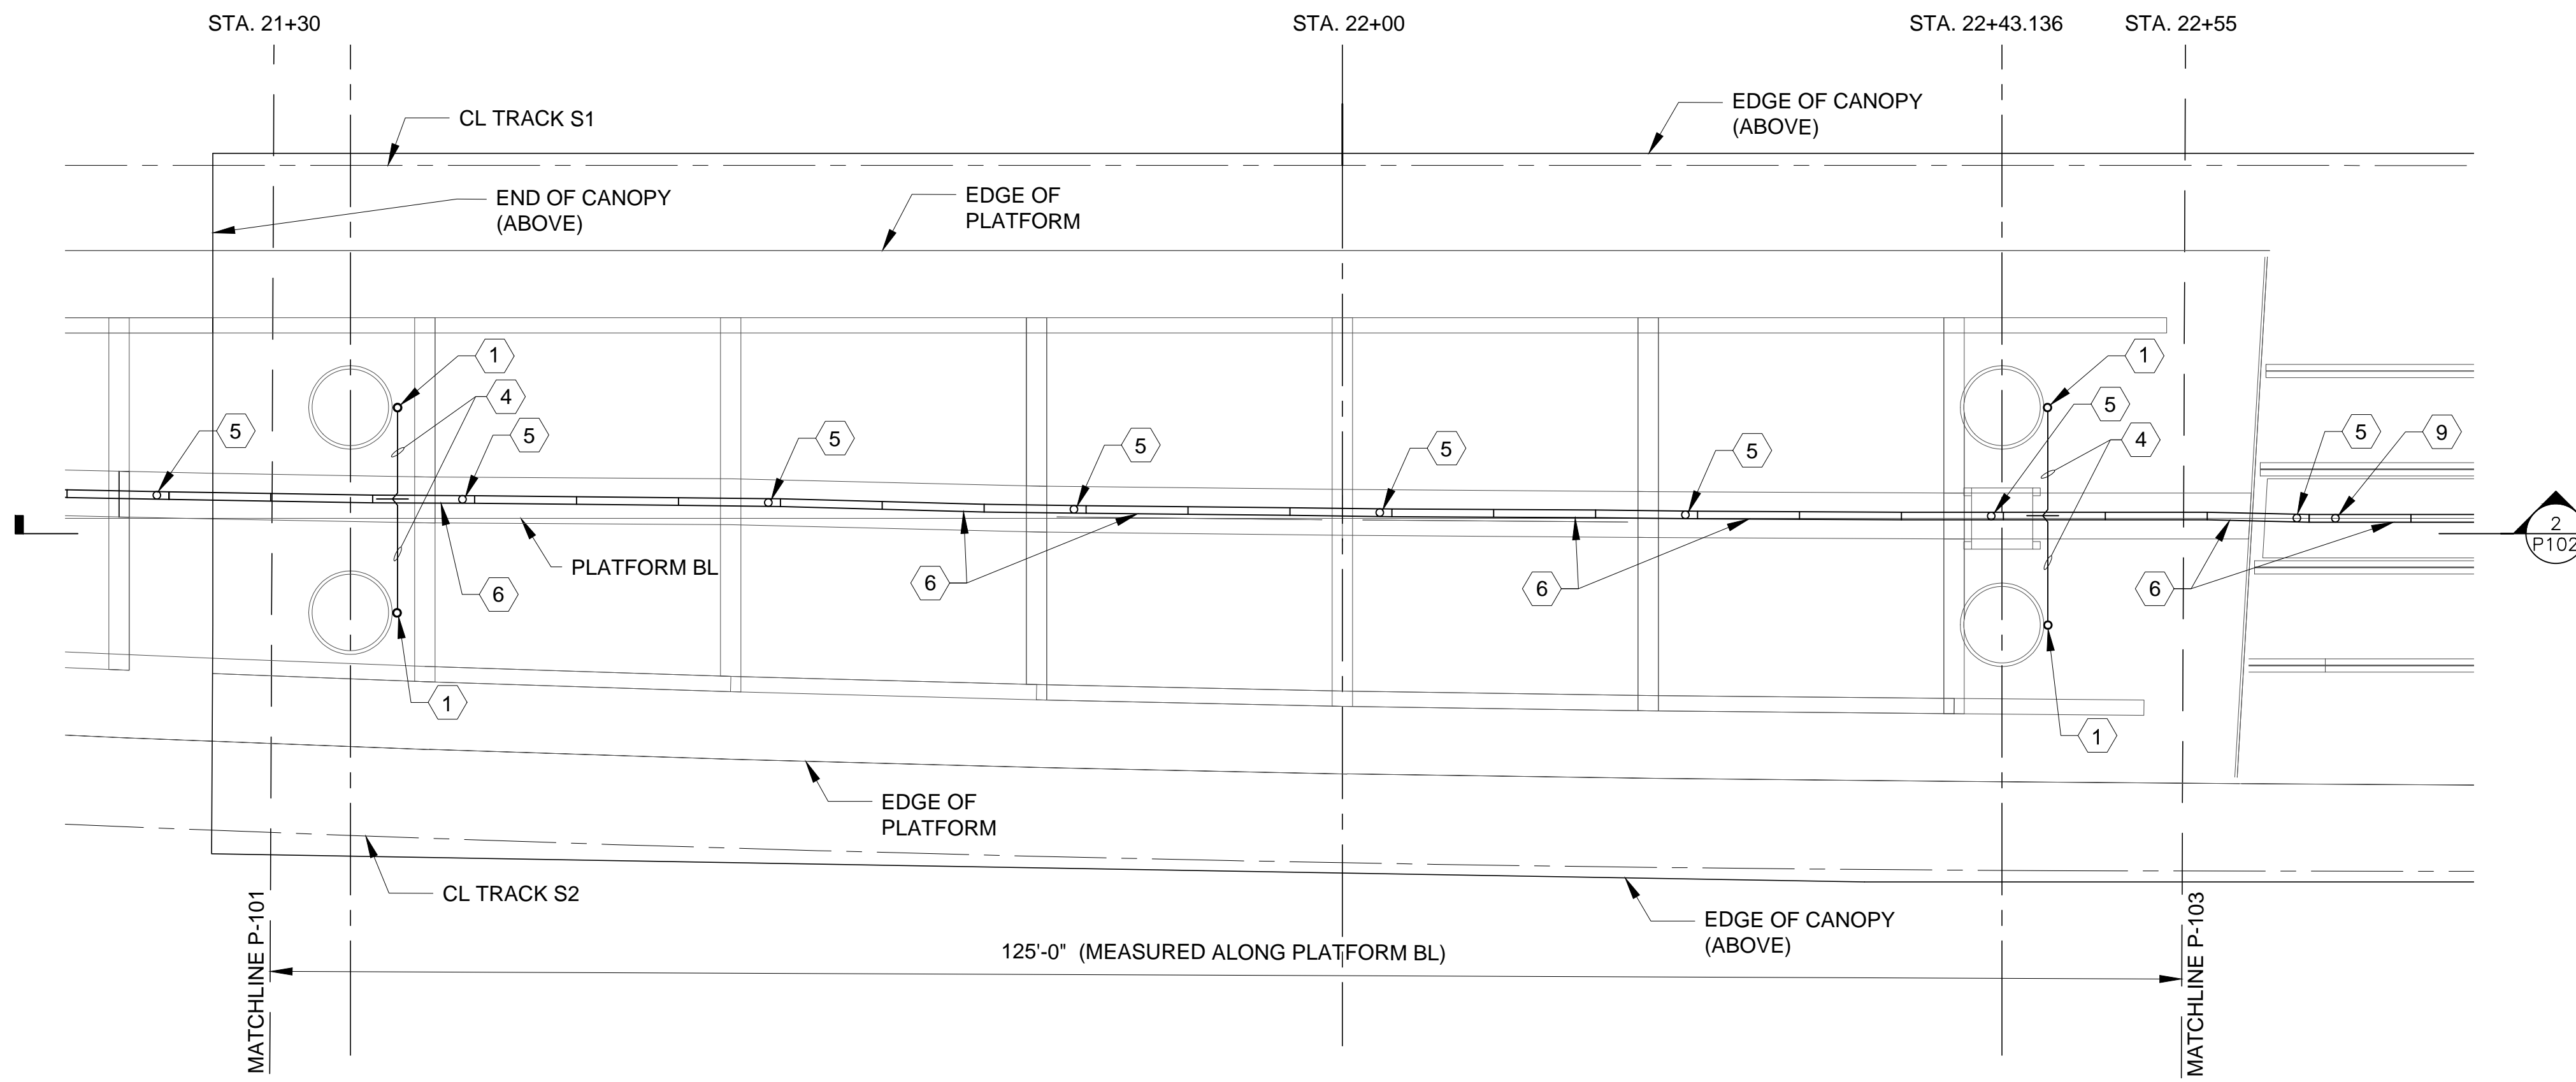 STA. 21+30
STA. 22+00
STA. 22+43.136
STA. 22+55
CL TRACK S1
EDGE OF CANOPY
(ABOVE)
END OF CANOPY
(ABOVE)
EDGE OF
PLATFORM
1
1
4
5
5
5
5
5
5
5
4
5
9
2
P102
PLATFORM BL
6
6
6
6
1
1
EDGE OF
PLATFORM
CL TRACK S2
EDGE OF CANOPY
(ABOVE)
125'-0" (MEASURED ALONG PLATFORM BL)
MATCHLINE P-101
MATCHLINE P-103